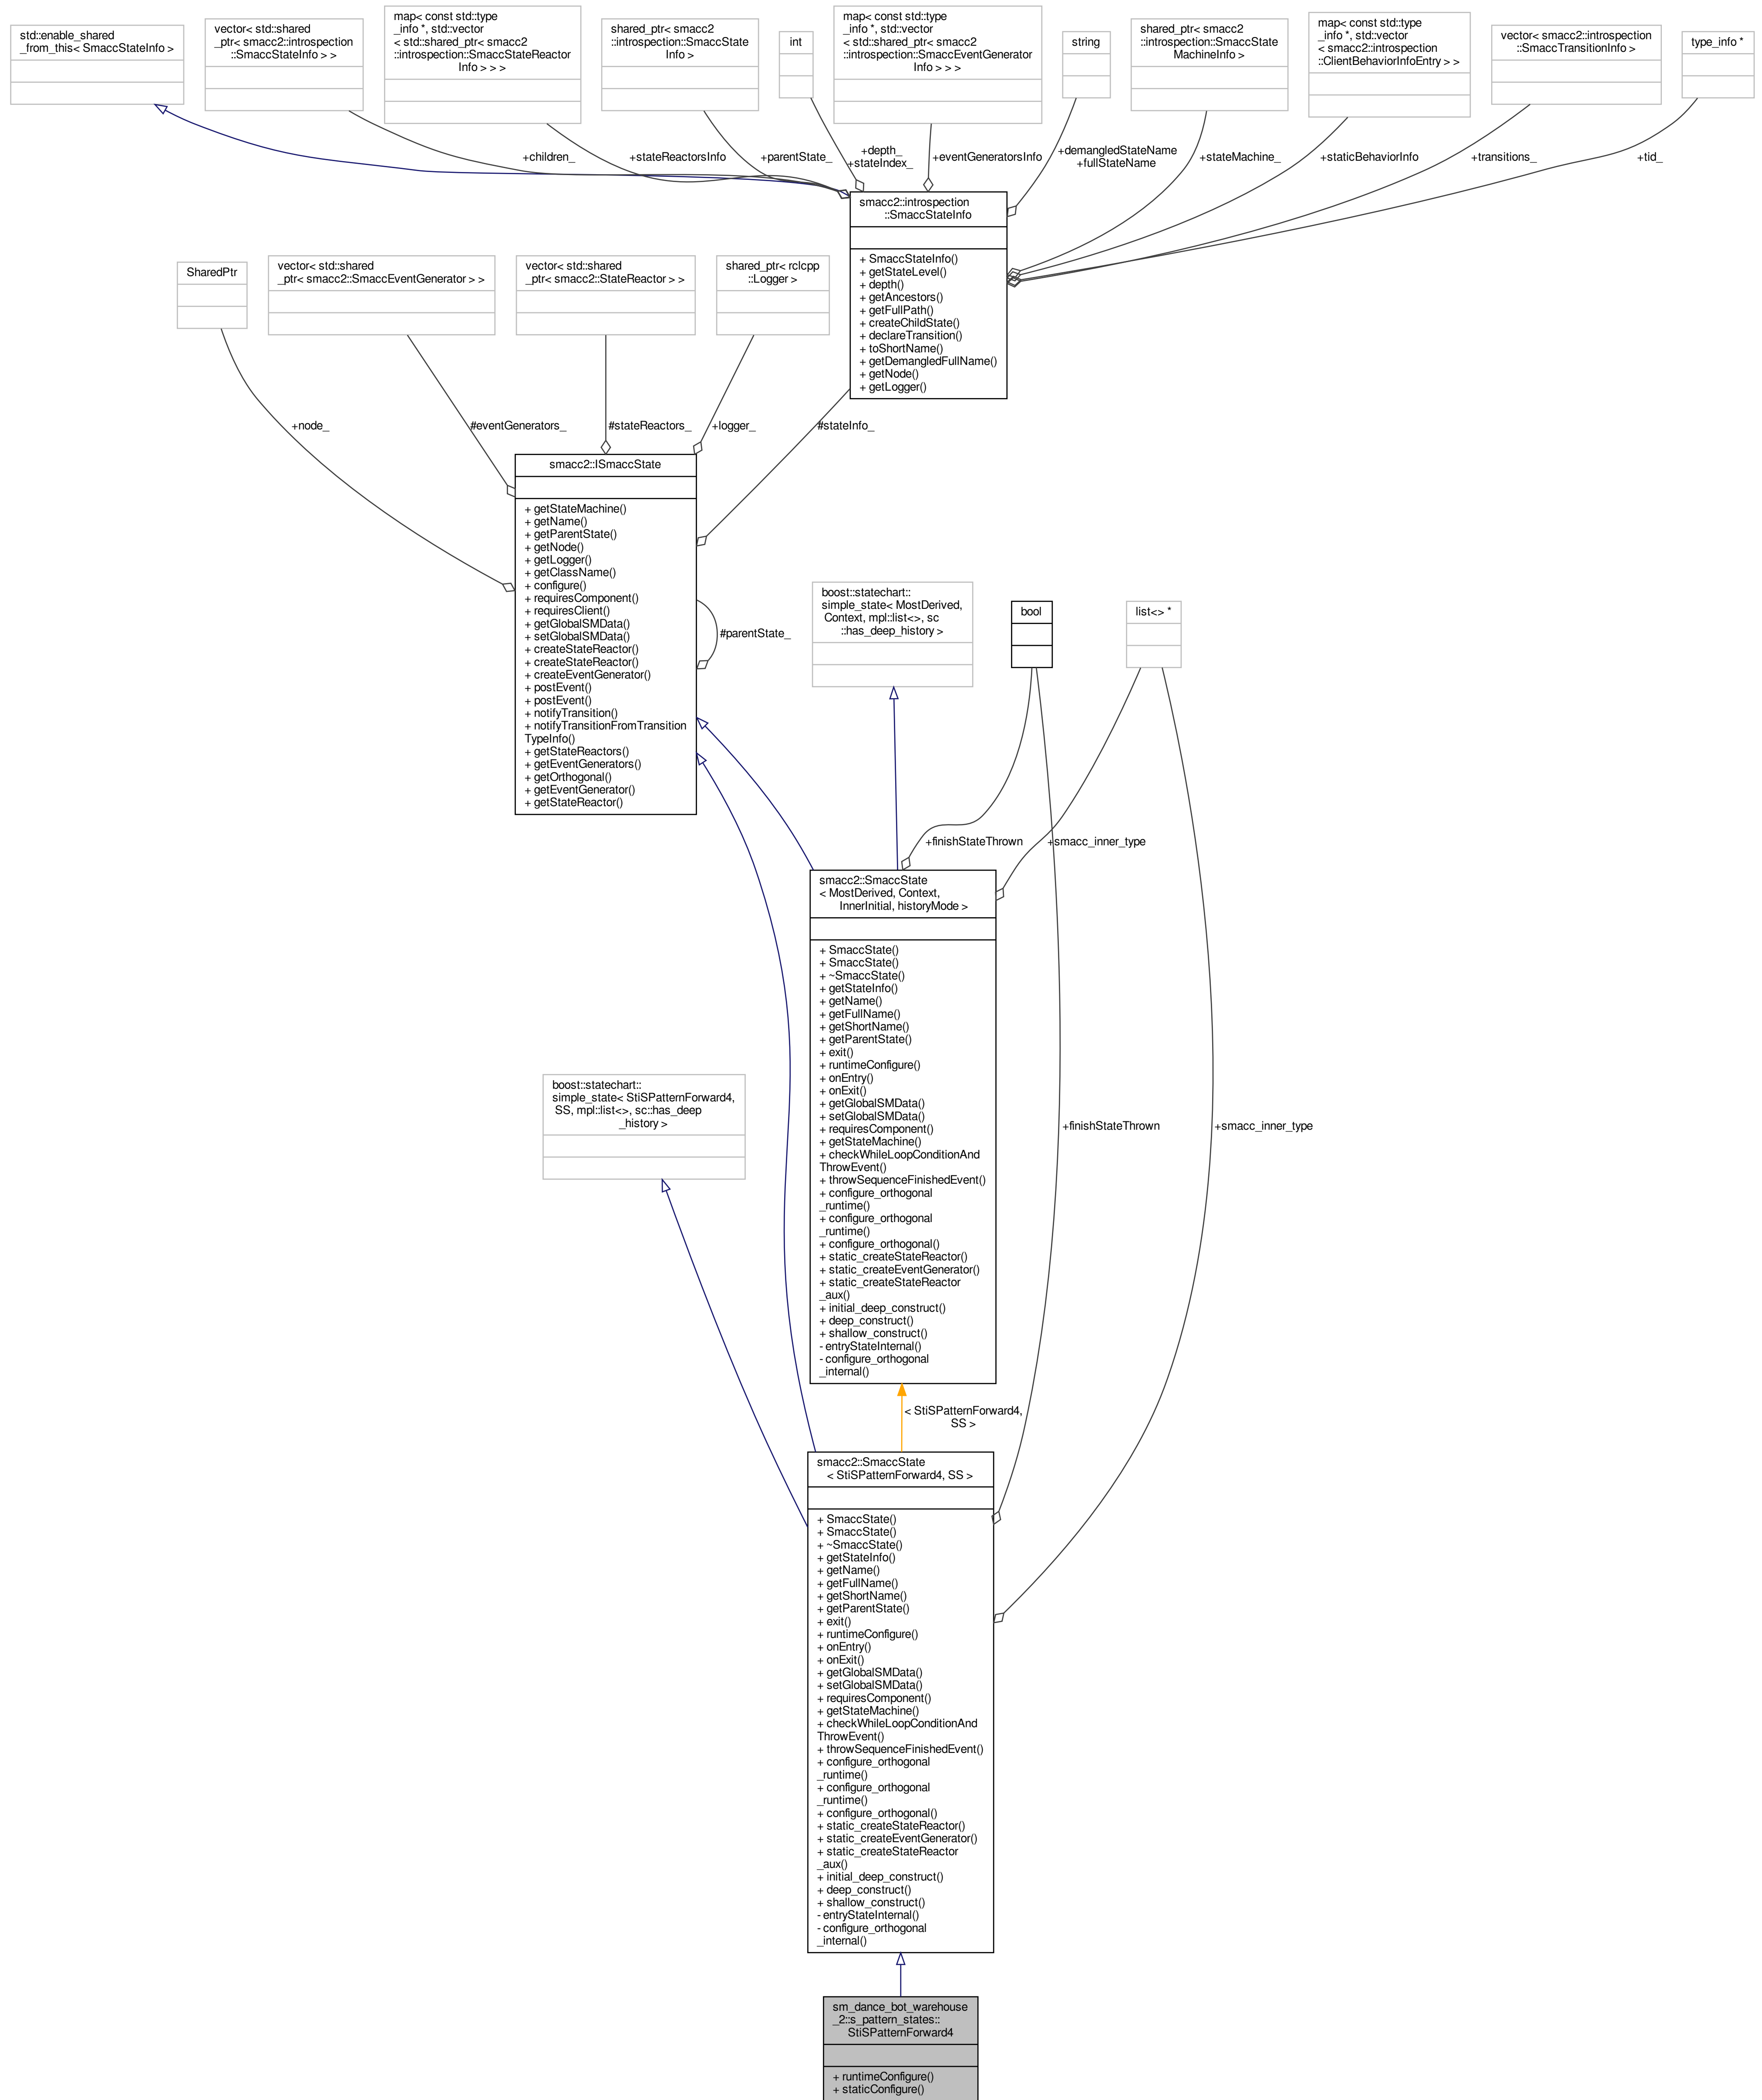 std::enable_shared
_from_this< SmaccStateInfo >
vector< std::shared
_ptr< smacc2::introspection
::SmaccStateInfo > >
map< const std::type
_info *, std::vector
< std::shared_ptr< smacc2
::introspection::SmaccStateReactor
Info > > >
shared_ptr< smacc2
::introspection::SmaccState
Info >
int
map< const std::type
_info *, std::vector
< std::shared_ptr< smacc2
::introspection::SmaccEventGenerator
Info > > >
string
shared_ptr< smacc2
::introspection::SmaccState
MachineInfo >
map< const std::type
_info *, std::vector
< smacc2::introspection
::ClientBehaviorInfoEntry > >
vector< smacc2::introspection
::SmaccTransitionInfo >
type_info *
+children_
+stateReactorsInfo
+parentState_
+depth_
+stateIndex_
+eventGeneratorsInfo
+demangledStateName
+fullStateName
+stateMachine_
+staticBehaviorInfo
+transitions_
+tid_
smacc2::introspection
::SmaccStateInfo
+ SmaccStateInfo()
+ getStateLevel()
+ depth()
+ getAncestors()
+ getFullPath()
+ createChildState()
+ declareTransition()
+ toShortName()
+ getDemangledFullName()
+ getNode()
+ getLogger()
SharedPtr
vector< std::shared
_ptr< smacc2::SmaccEventGenerator > >
vector< std::shared
_ptr< smacc2::StateReactor > >
shared_ptr< rclcpp
::Logger >
+node_
#eventGenerators_
#stateReactors_
+logger_
#stateInfo_
smacc2::ISmaccState
+ getStateMachine()
+ getName()
+ getParentState()
+ getNode()
+ getLogger()
+ getClassName()
+ configure()
+ requiresComponent()
+ requiresClient()
+ getGlobalSMData()
+ setGlobalSMData()
+ createStateReactor()
+ createStateReactor()
+ createEventGenerator()
+ postEvent()
+ postEvent()
+ notifyTransition()
+ notifyTransitionFromTransition
TypeInfo()
+ getStateReactors()
+ getEventGenerators()
+ getOrthogonal()
+ getEventGenerator()
+ getStateReactor()
#parentState_
boost::statechart::
simple_state< MostDerived,
Context, mpl::list<>, sc
::has_deep_history >
bool
list<> *
+finishStateThrown
+smacc_inner_type
smacc2::SmaccState
< MostDerived, Context,
InnerInitial, historyMode >
+ SmaccState()
+ SmaccState()
+ ~SmaccState()
+ getStateInfo()
+ getName()
+ getFullName()
+ getShortName()
+ getParentState()
+ exit()
+ runtimeConfigure()
+ onEntry()
+ onExit()
+ getGlobalSMData()
+ setGlobalSMData()
+ requiresComponent()
+ getStateMachine()
+ checkWhileLoopConditionAnd
ThrowEvent()
+ throwSequenceFinishedEvent()
+ configure_orthogonal
_runtime()
+ configure_orthogonal
_runtime()
+ configure_orthogonal()
+ static_createStateReactor()
+ static_createEventGenerator()
+ static_createStateReactor
_aux()
+ initial_deep_construct()
+ deep_construct()
+ shallow_construct()
- entryStateInternal()
- configure_orthogonal
_internal()
boost::statechart::
simple_state< StiSPatternForward4,
SS, mpl::list<>, sc::has_deep
_history >
+finishStateThrown
+smacc_inner_type
< StiSPatternForward4,
SS >
smacc2::SmaccState
< StiSPatternForward4, SS >
+ SmaccState()
+ SmaccState()
+ ~SmaccState()
+ getStateInfo()
+ getName()
+ getFullName()
+ getShortName()
+ getParentState()
+ exit()
+ runtimeConfigure()
+ onEntry()
+ onExit()
+ getGlobalSMData()
+ setGlobalSMData()
+ requiresComponent()
+ getStateMachine()
+ checkWhileLoopConditionAnd
ThrowEvent()
+ throwSequenceFinishedEvent()
+ configure_orthogonal
_runtime()
+ configure_orthogonal
_runtime()
+ configure_orthogonal()
+ static_createStateReactor()
+ static_createEventGenerator()
+ static_createStateReactor
_aux()
+ initial_deep_construct()
+ deep_construct()
+ shallow_construct()
- entryStateInternal()
- configure_orthogonal
_internal()
sm_dance_bot_warehouse
_2::s_pattern_states::
StiSPatternForward4
+ runtimeConfigure()
+ staticConfigure()